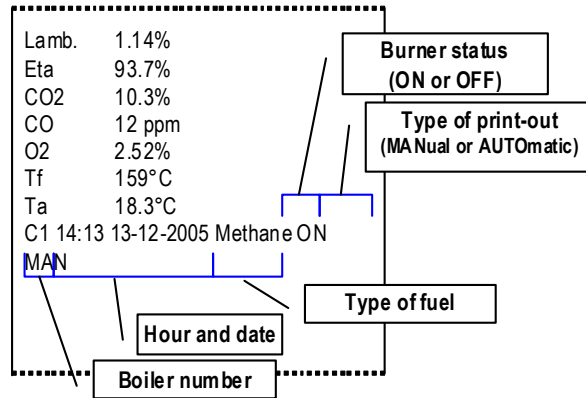 Lamb. 1.14%
Eta 93.7%
CO2 10.3%
CO 12 ppm
O2 2.52%
Tf 159°C
Ta 18.3°C
C1 14:13 13-12-2005 Methane ON
MAN
Burner status
(ON or OFF)
Type of print-out
(MANual or AUTOmatic)
Type of fuel
Hour and date
Boiler number